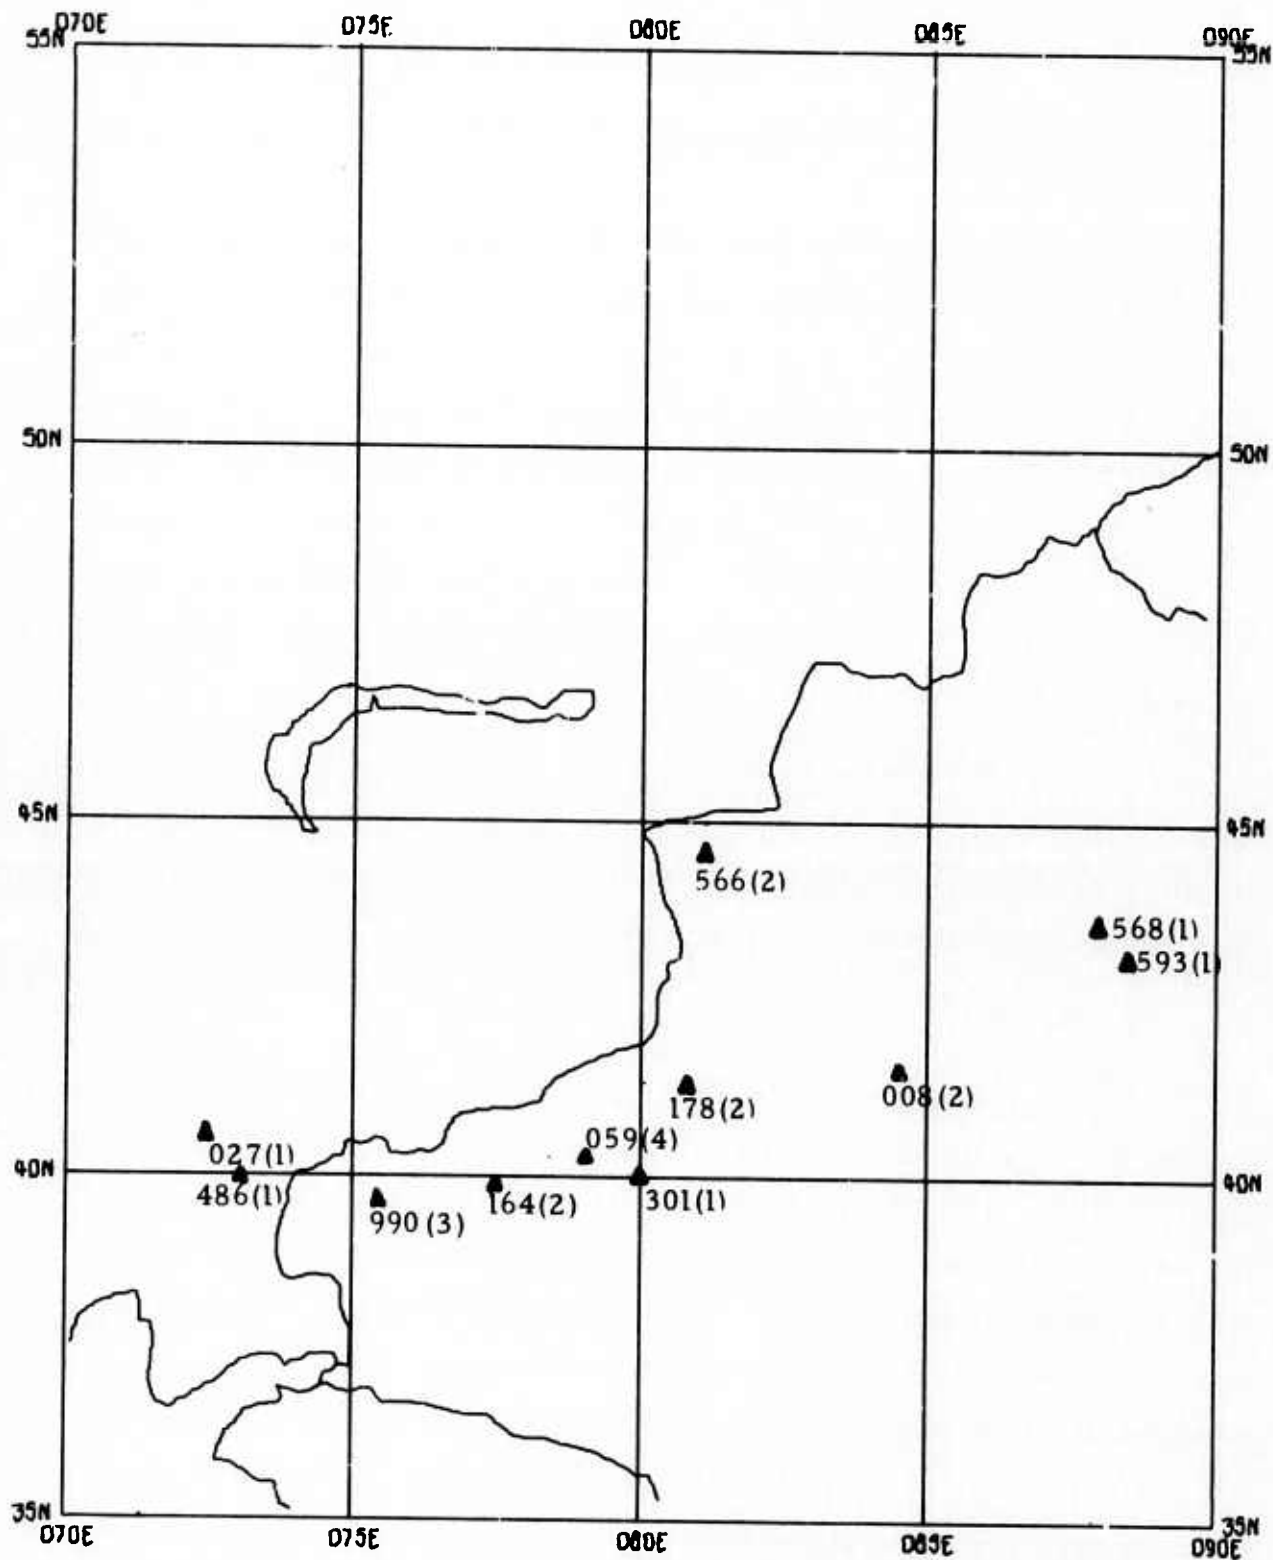 070E 075E 080E 085E 090E
55N 55N
50N 50N
45N 45N
566(2)
568(1)
593(1)
178(2) 008(2)
059(4)
027(1)
40N 40N
486(1) 164(2) 301(1)
990(3)
35N 35N
070E 075E 080E 085E 090E